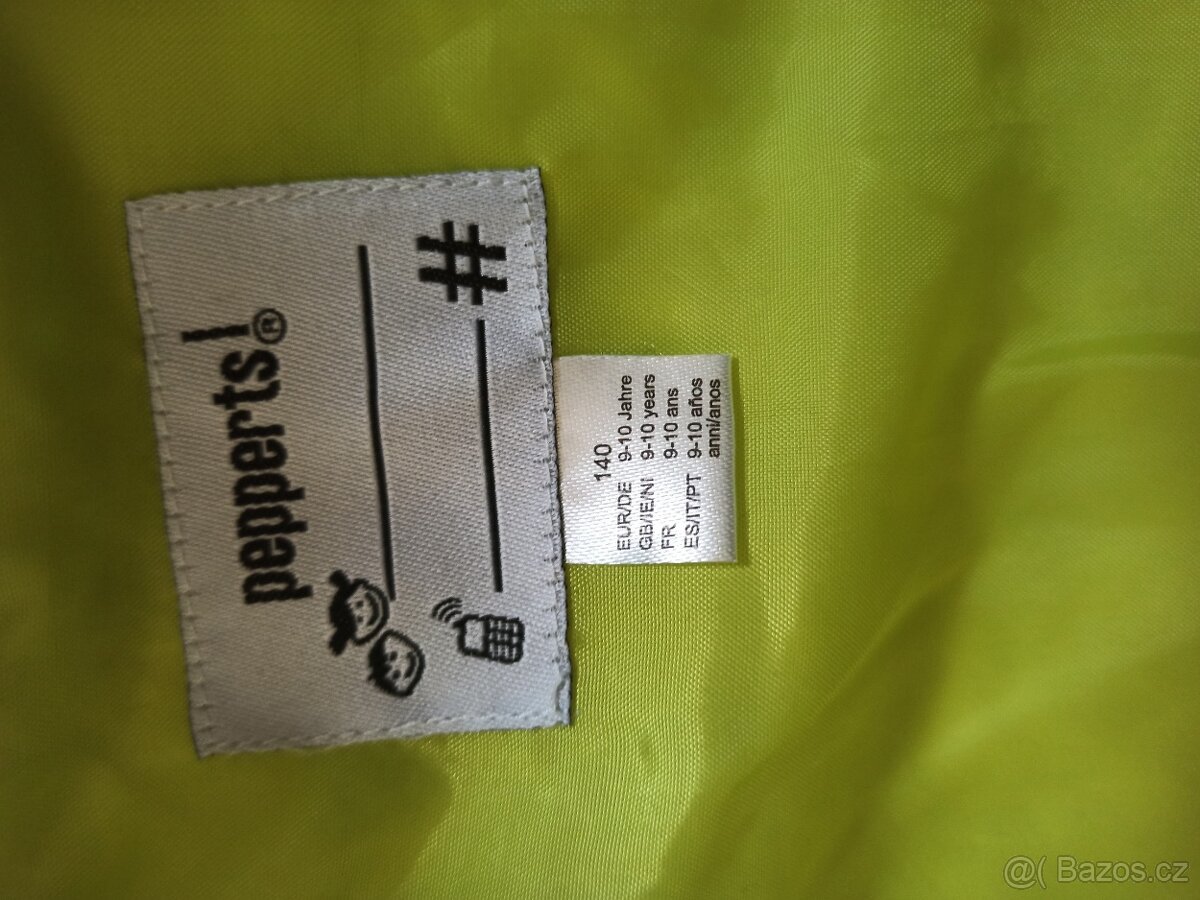 pepperts!®
#
140
EUR/DE 9-10 Jahre
GB/IE/NI 9-10 years
FR 9-10 ans
ES/IT/PT 9-10 años
anni/anos
@( Bazos.cz